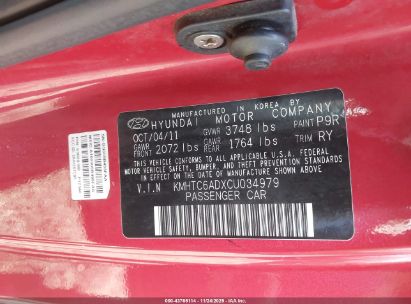 MANUFACTURED IN KOREA BY
HYUNDAI MOTOR COMPANY
OCT/04/11 GVWR 3748 lbs PAINT P9R
GAWR FRONT 2072 lbs GAWR REAR 1764 lbs TRIM RY
THIS VEHICLE CONFORMS TO ALL APPLICABLE U.S. FEDERAL
MOTOR VEHICLE SAFETY, BUMPER, AND THEFT PREVENTION STANDARDS
IN EFFECT ON THE DATE OF MANUFACTURE SHOWN ABOVE.
V.I.N KMHTC6ADXCU034979
PASSENGER CAR